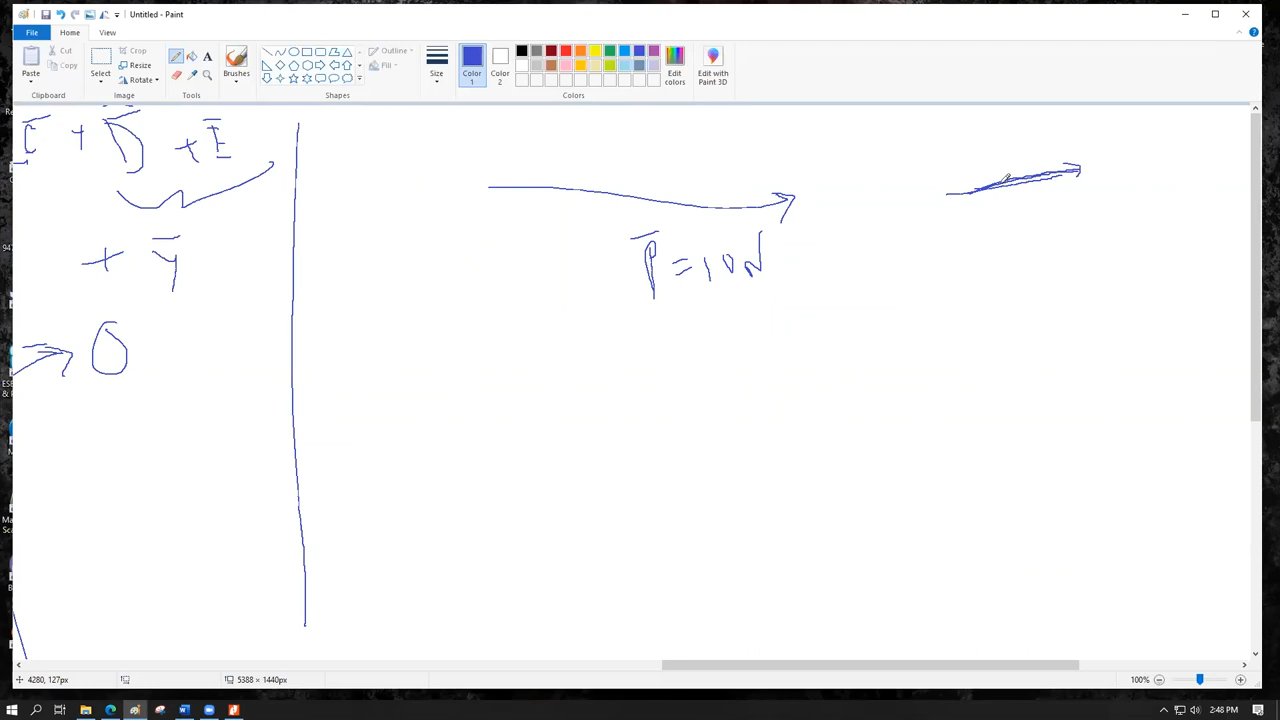 Untitled - Paint
File Home View
Paste
Cut
Copy
Clipboard
Select
Crop
Resize
Rotate
Image
Tools
Brushes
Shapes
Outline
Fill
Size
Color 1
Color 2
Colors
Edit colors
Edit with Paint 3D
C̄ + D̄ + Ē
+ Ȳ
O
P̄ = 10N
4280, 127px
5388 × 1440px
100%
2:48 PM